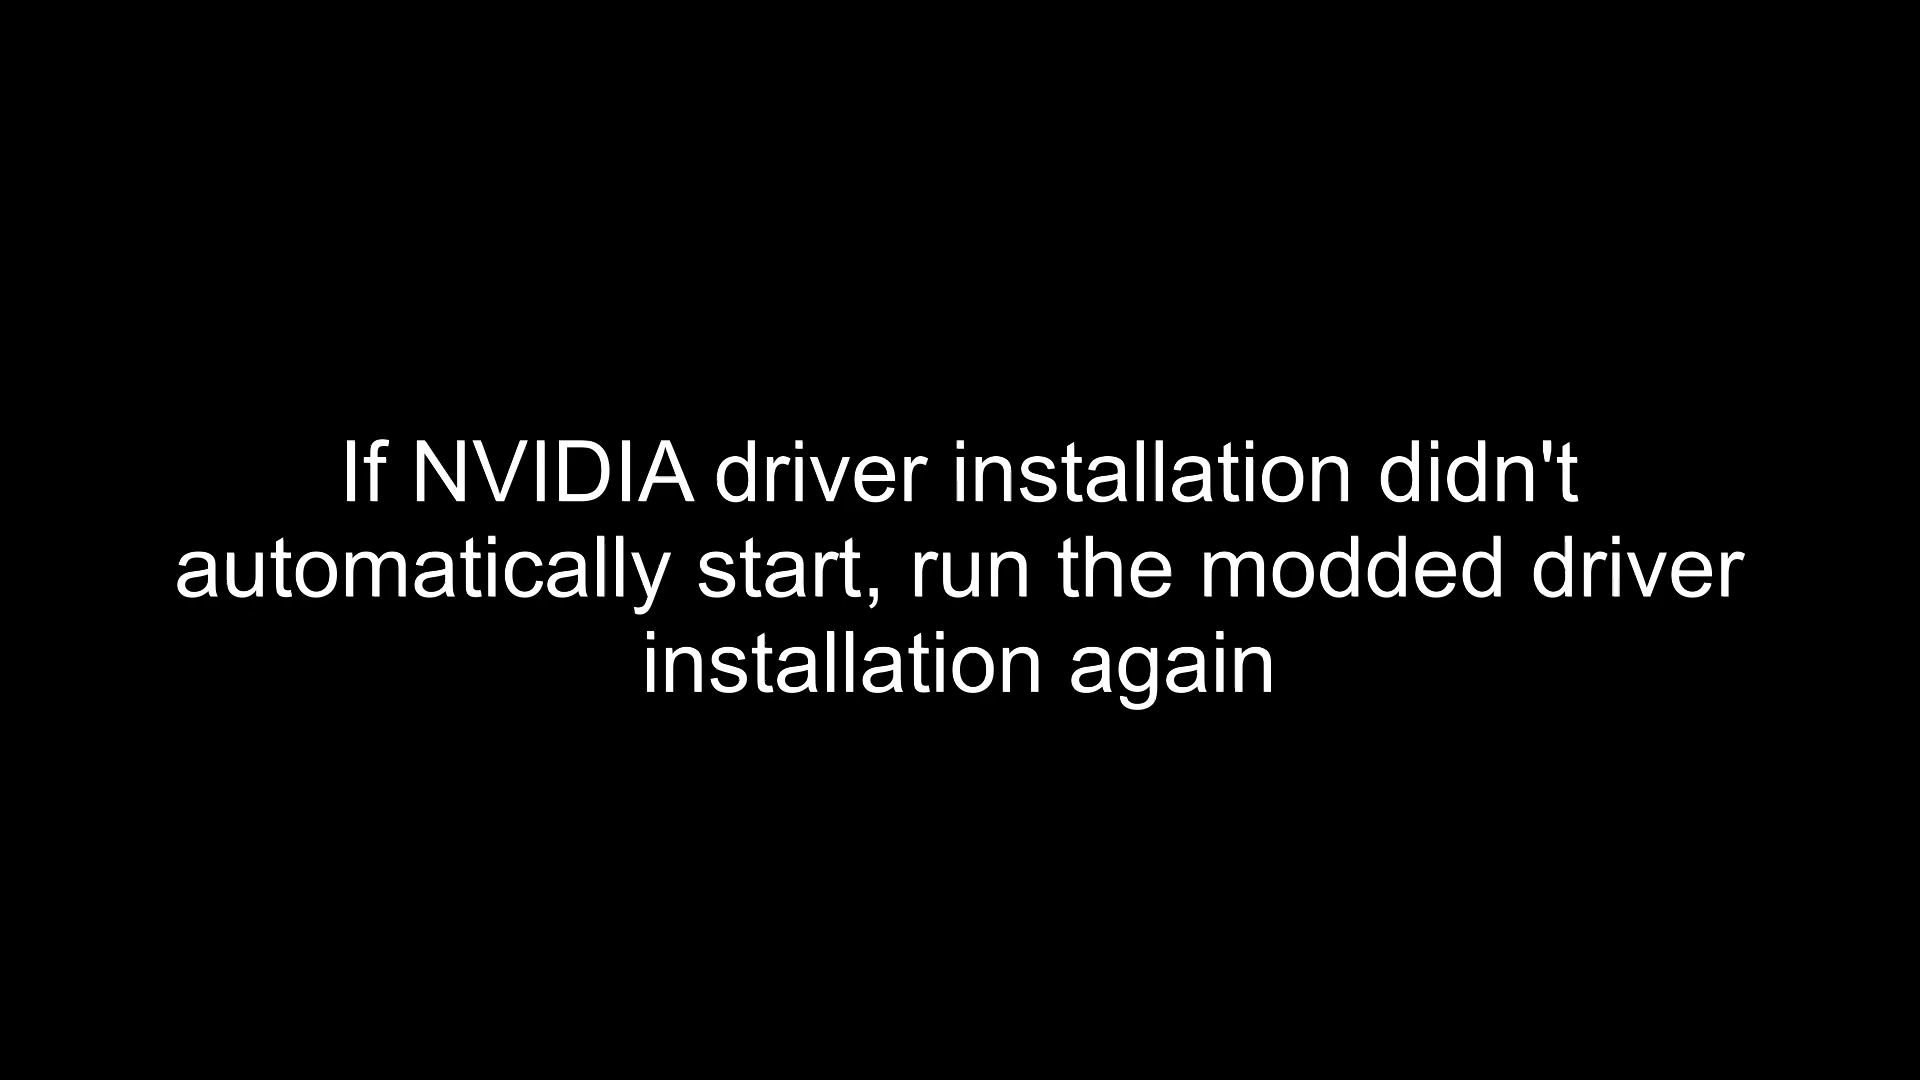 If NVIDIA driver installation didn't
automatically start, run the modded driver
installation again